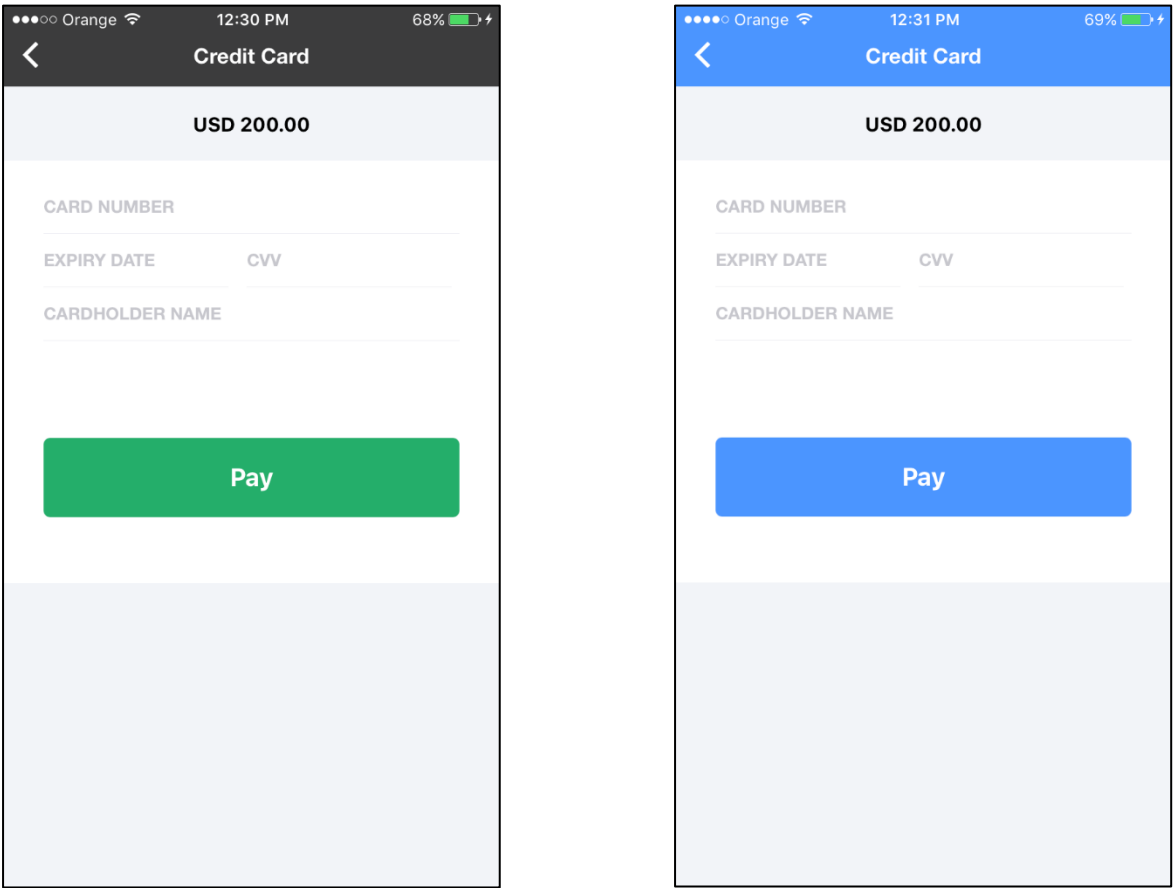 Orange 12:30 PM 68%
Credit Card
USD 200.00
CARD NUMBER
EXPIRY DATE CVV
CARDHOLDER NAME
Pay
Orange 12:31 PM 69%
Credit Card
USD 200.00
CARD NUMBER
EXPIRY DATE CVV
CARDHOLDER NAME
Pay